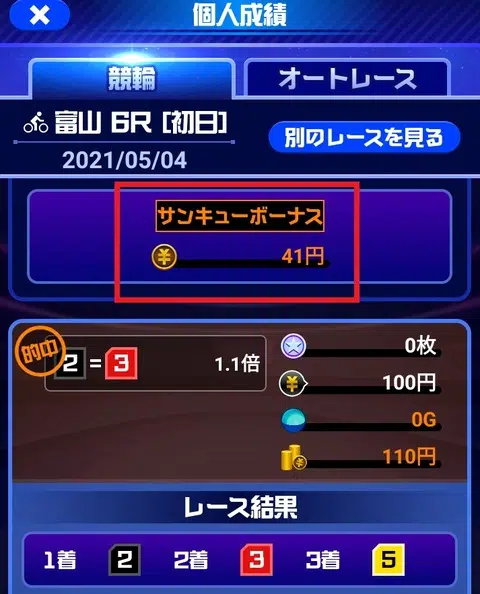 個人成績
競輪 オートレース
富山 6R [初日] 別のレースを見る
2021/05/04
サンキューボーナス
¥ 41円
的中 2=3 1.1倍 0枚
¥ 100円
0G
¥ 110円
レース結果
1着 2 2着 3 3着 5